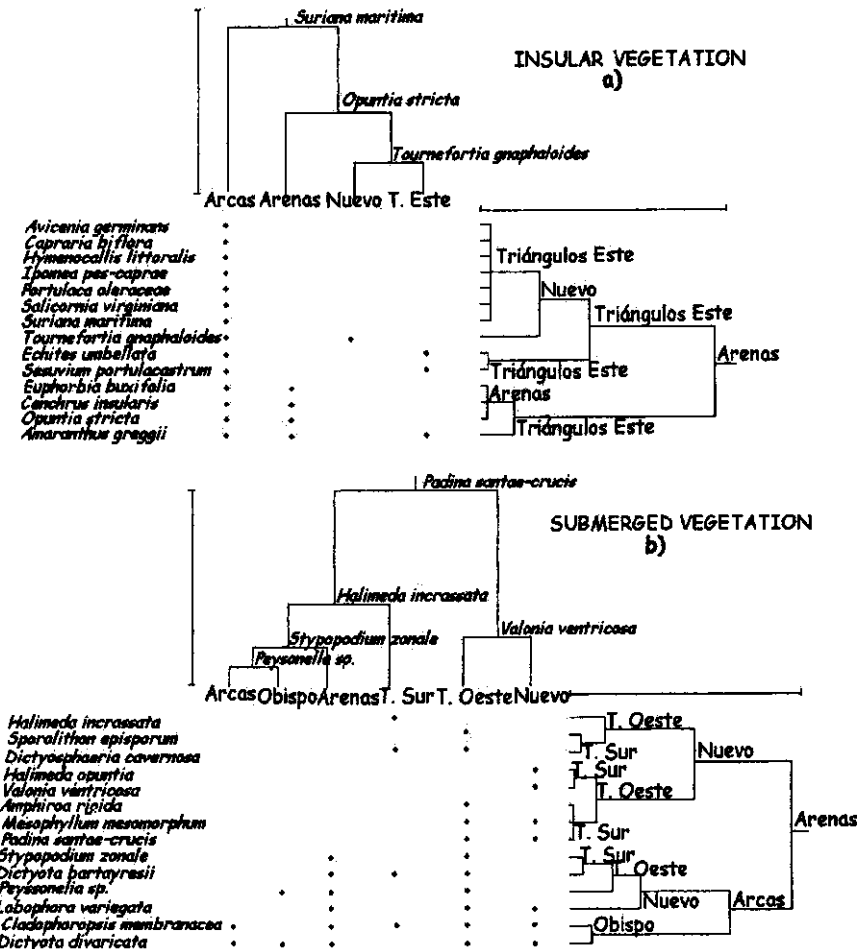 Suriana maritima
INSULAR VEGETATION
a)
Opuntia stricta
Tournefortia gnaphaloides
Arcas Arenas Nuevo T. Este
Avicenia germinans
Capraria biflora
Hymenocallis littoralis
Ipomea pes-caprae
Portulaca oleraceae
Salicornia virginiana
Suriana maritima
Tournefortia gnaphaloides
Echites umbellata
Sesuvium portulacastrum
Euphorbia buxifolia
Cenchrus insularis
Opuntia stricta
Amaranthus greggii
Triángulos Este
Nuevo
Triángulos Este
Arenas
Triángulos Este
Arenas
Triángulos Este
Padina santae-crucis
SUBMERGED VEGETATION
b)
Halimeda incrassata
Valonia ventricosa
Stypopodium zonale
Peysonelle sp.
Arcas Obispo Arenas T. Sur T. Oeste Nuevo
Halimeda incrassata
Sporolithon episporum
Dictyosphaeria cavernosa
Halimeda opuntia
Valonia ventricosa
Amphiroa rigida
Mesophyllum mesomorphum
Padina santae-crucis
Stypopodium zonale
Dictyota bartayresii
Peyssonelia sp.
Lobophora variegata
Cladophoropsis membranacea
Dictyota divaricata
T. Oeste
T. Sur
Nuevo
T. Sur
T. Oeste
Arenas
T. Sur
T. Sur
Oeste
Nuevo
Arcas
Obispo